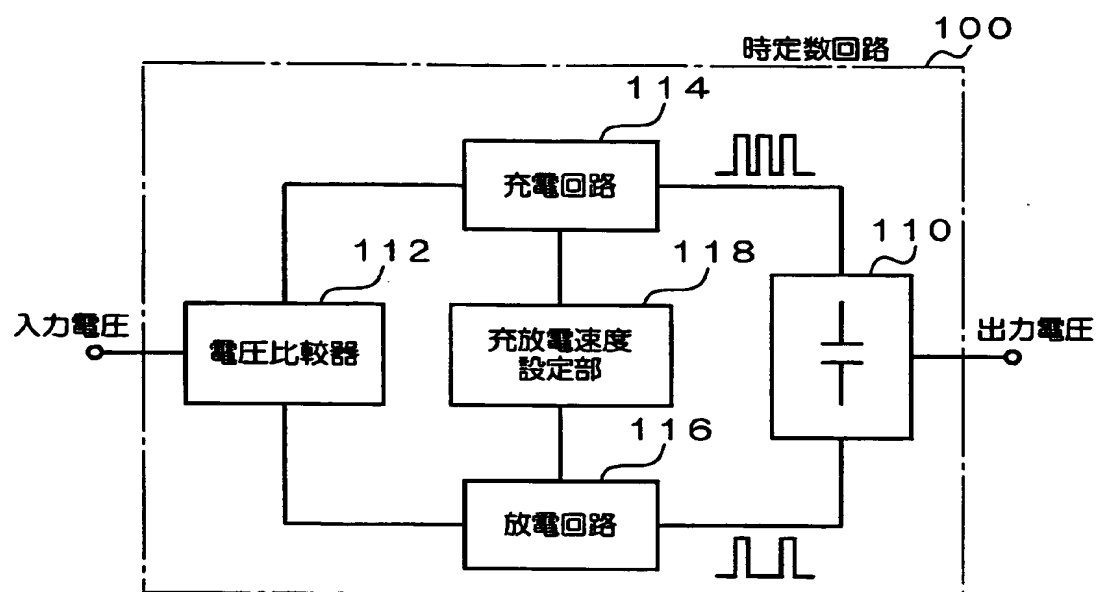 100
時定数回路
114
充電回路
112
118
110
入力電圧
電圧比較器
充放電速度
設定部
出力電圧
116
放電回路